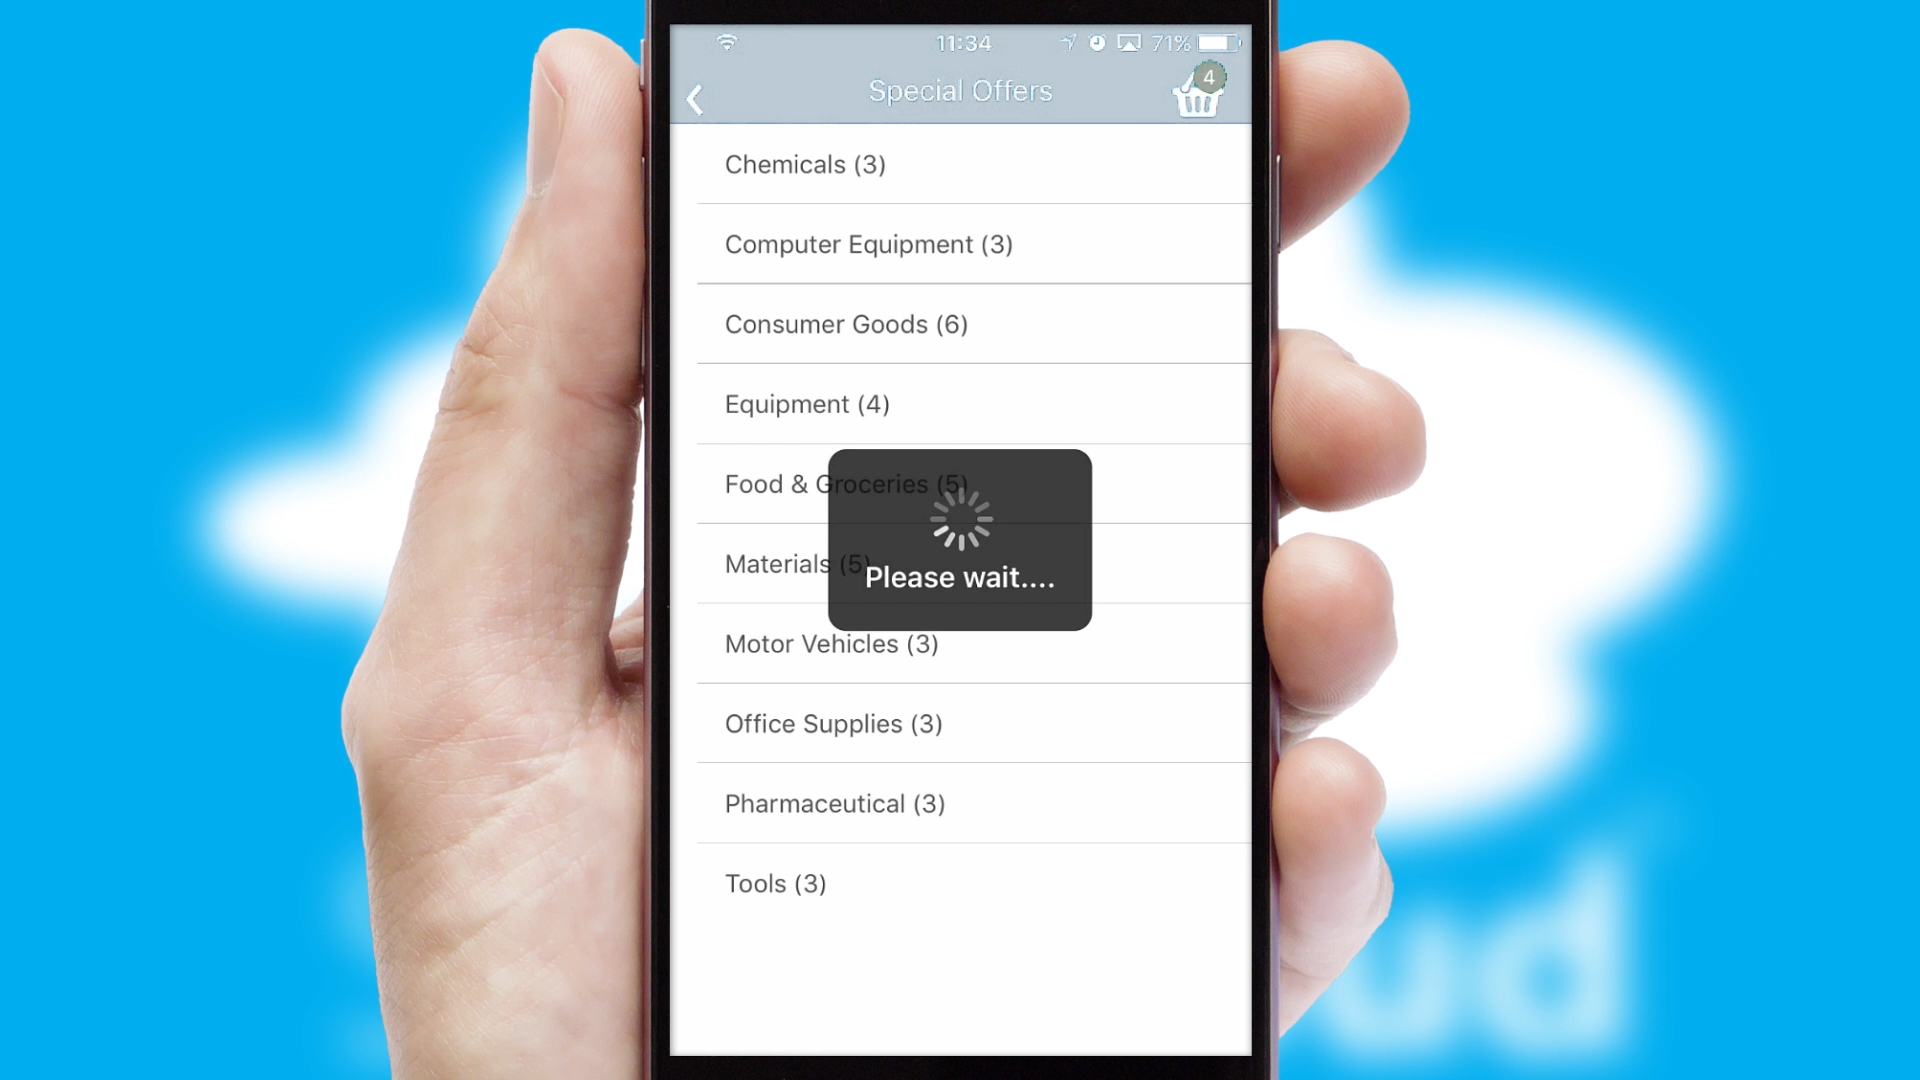 11:34
71%
Special Offers
4
Chemicals (3)
Computer Equipment (3)
Consumer Goods (6)
Equipment (4)
Food & Groceries (5)
Materials (5)
Please wait....
Motor Vehicles (3)
Office Supplies (3)
Pharmaceutical (3)
Tools (3)